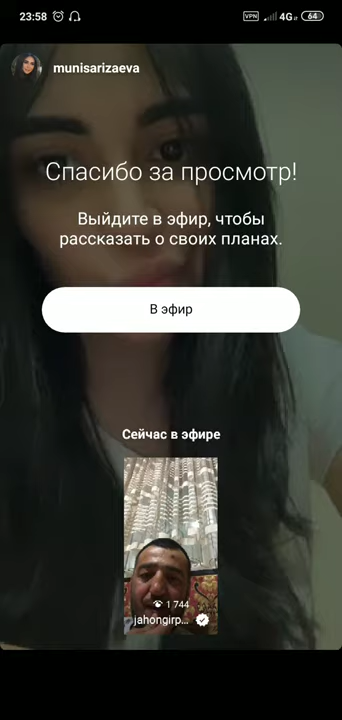 23:58 VPN 4G 64
munisarizaeva
Спасибо за просмотр!
Выйдите в эфир, чтобы
рассказать о своих планах.
В эфир
Сейчас в эфире
1 744
jahongirp...